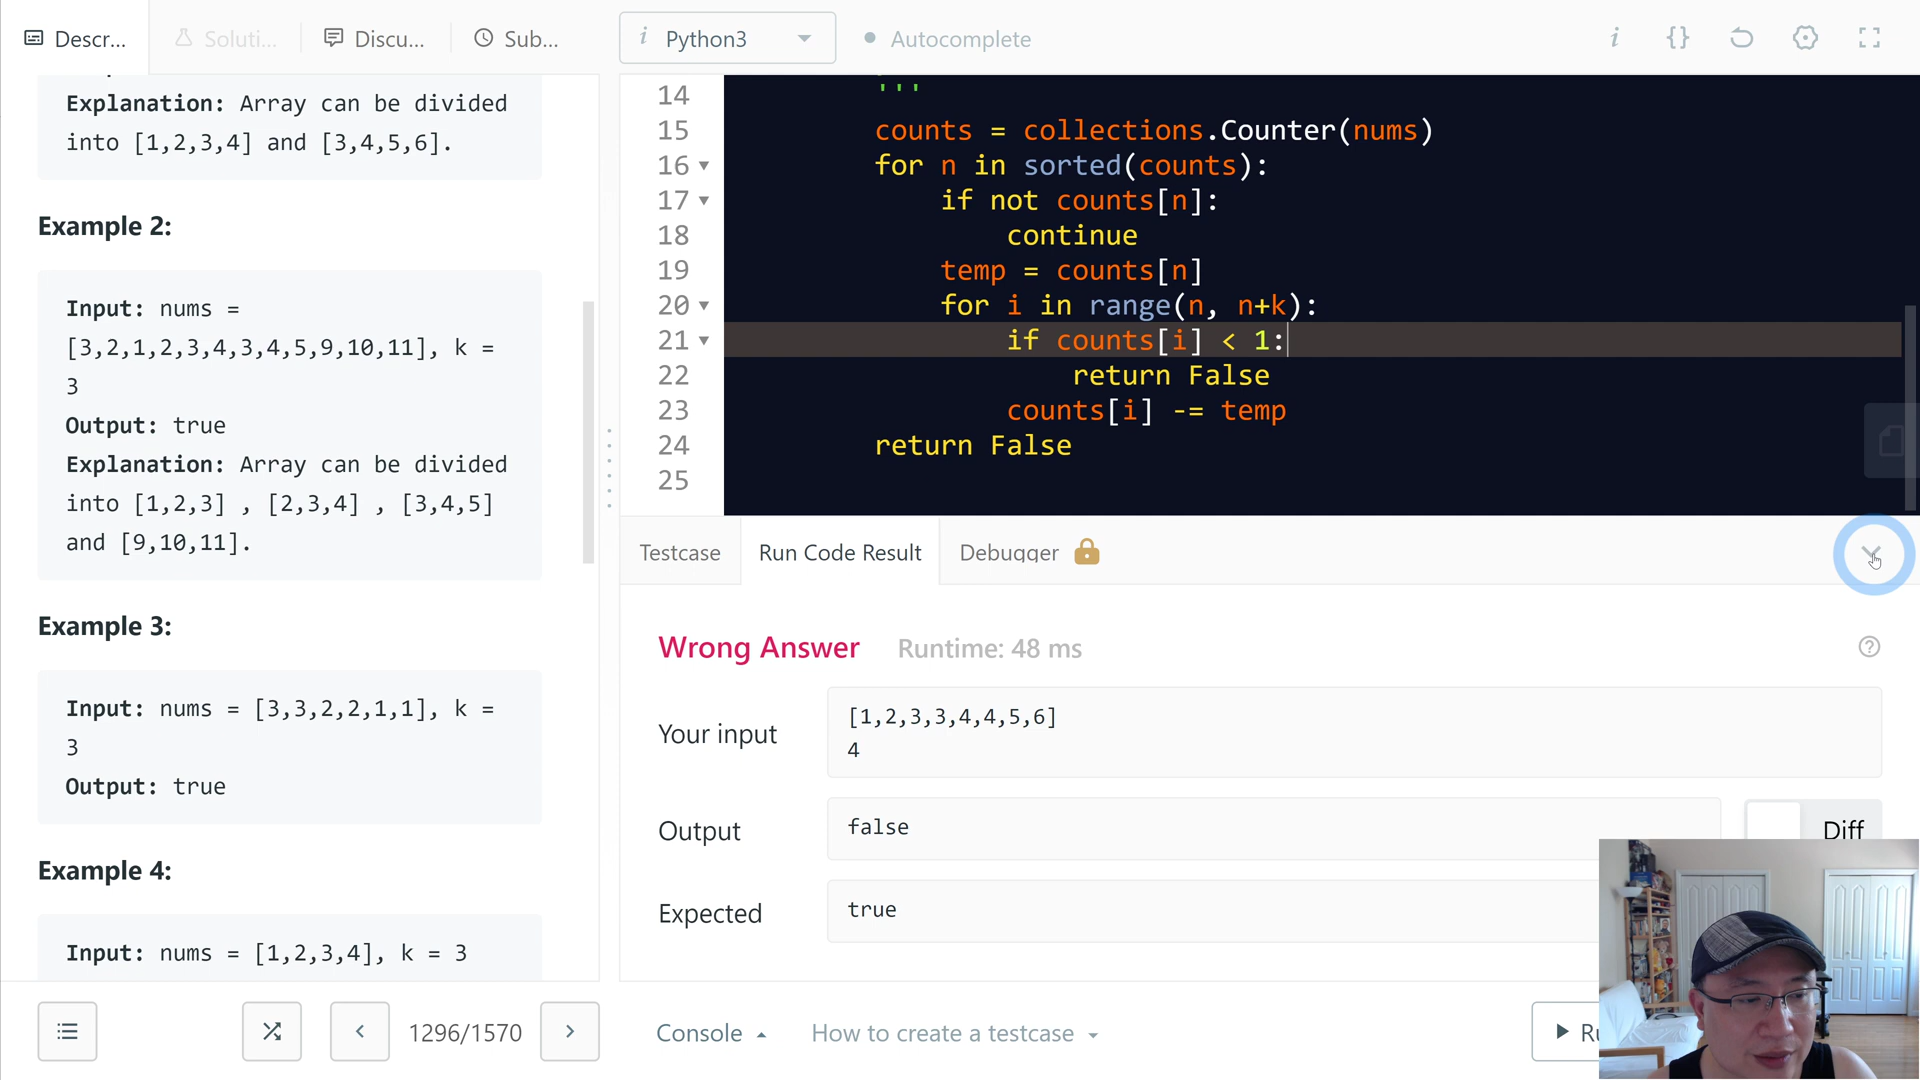 Descr...
Soluti...
Discu...
Sub...
i Python3
Autocomplete
i {}
Explanation: Array can be divided
into [1,2,3,4] and [3,4,5,6].
Example 2:
Input: nums =
[3,2,1,2,3,4,3,4,5,9,10,11], k =
3
Output: true
Explanation: Array can be divided
into [1,2,3] , [2,3,4] , [3,4,5]
and [9,10,11].
Example 3:
Input: nums = [3,3,2,2,1,1], k =
3
Output: true
Example 4:
Input: nums = [1,2,3,4], k = 3
1296/1570
14 '''
15 counts = collections.Counter(nums)
16 for n in sorted(counts):
17 if not counts[n]:
18 continue
19 temp = counts[n]
20 for i in range(n, n+k):
21 if counts[i] < 1:
22 return False
23 counts[i] -= temp
24 return False
25
Testcase
Run Code Result
Debugger
Wrong Answer
Runtime: 48 ms
?
Your input
[1,2,3,3,4,4,5,6]
4
Output
false
Diff
Expected
true
Console
How to create a testcase